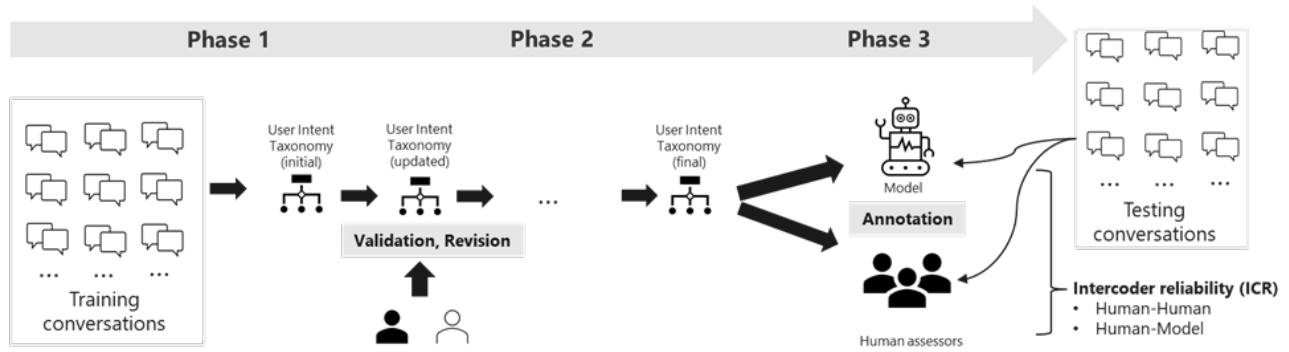 Phase 1
Phase 2
Phase 3
...
Training
conversations
User Intent
Taxonomy
(initial)
User Intent
Taxonomy
(updated)
Validation, Revision
...
User Intent
Taxonomy
(final)
Model
Annotation
Human assessors
... ... ...
Testing
conversations
Intercoder reliability (ICR)
• Human-Human
• Human-Model